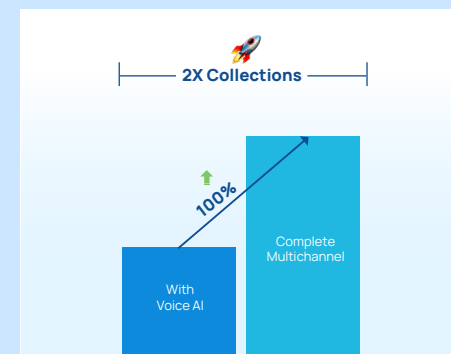 2X Collections
100%
Complete
Multichannel
With
Voice AI